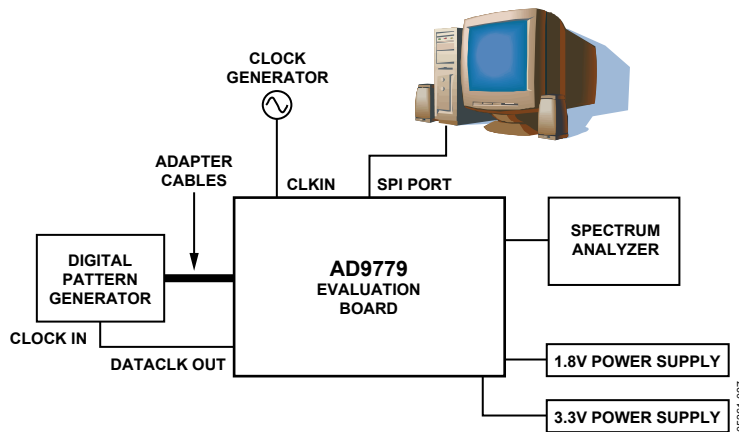 CLOCK
GENERATOR
ADAPTER
CABLES
CLKIN
SPI PORT
DIGITAL
PATTERN
GENERATOR
AD9779
EVALUATION
BOARD
SPECTRUM
ANALYZER
CLOCK IN
DATACLK OUT
1.8V POWER SUPPLY
3.3V POWER SUPPLY